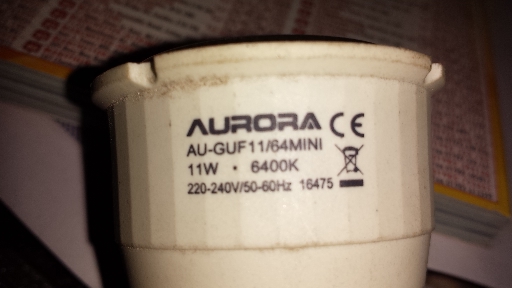 AURORA CE
AU-GUF11/64MINI
11W · 6400K
220-240V/50-60Hz 16475